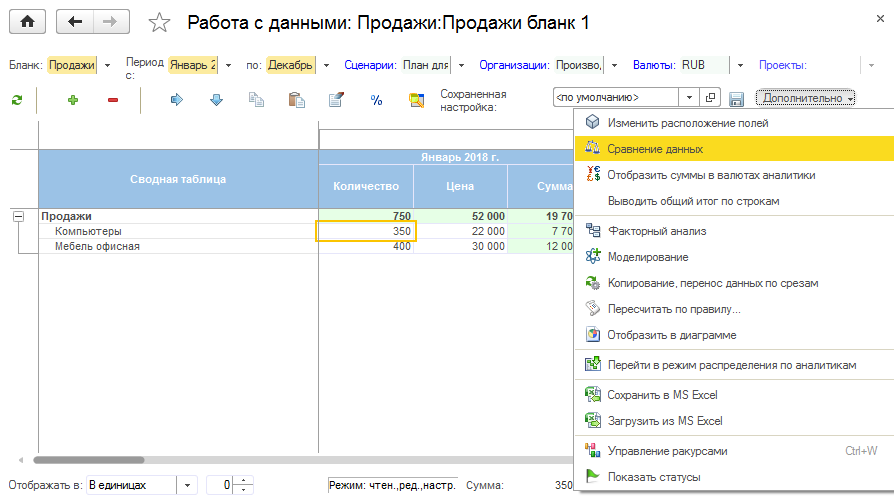 Работа с данными: Продажи:Продажи бланк 1
Бланк: Продажи Период с: Январь 2 по: Декабрь Сценарии: План для Организации: Произво, Валюты: RUB Проекты:
% Сохраненная настройка: <по умолчанию> Дополнительно
Изменить расположение полей
Сравнение данных
Отобразить суммы в валютах аналитики
Выводить общий итог по строкам
Факторный анализ
Моделирование
Копирование, перенос данных по срезам
Пересчитать по правилу...
Отобразить в диаграмме
Перейти в режим распределения по аналитикам
Сохранить в MS Excel
Загрузить из MS Excel
Управление ракурсами Ctrl+W
Показать статусы
Январь 2018 г.
Сводная таблица
Количество Цена Сумма
Продажи 750 52 000 19 70
Компьютеры 350 22 000 7 70
Мебель офисная 400 30 000 12 00
Отображать в: В единицах 0 Режим: чтен.,ред.,настр. Сумма: 350